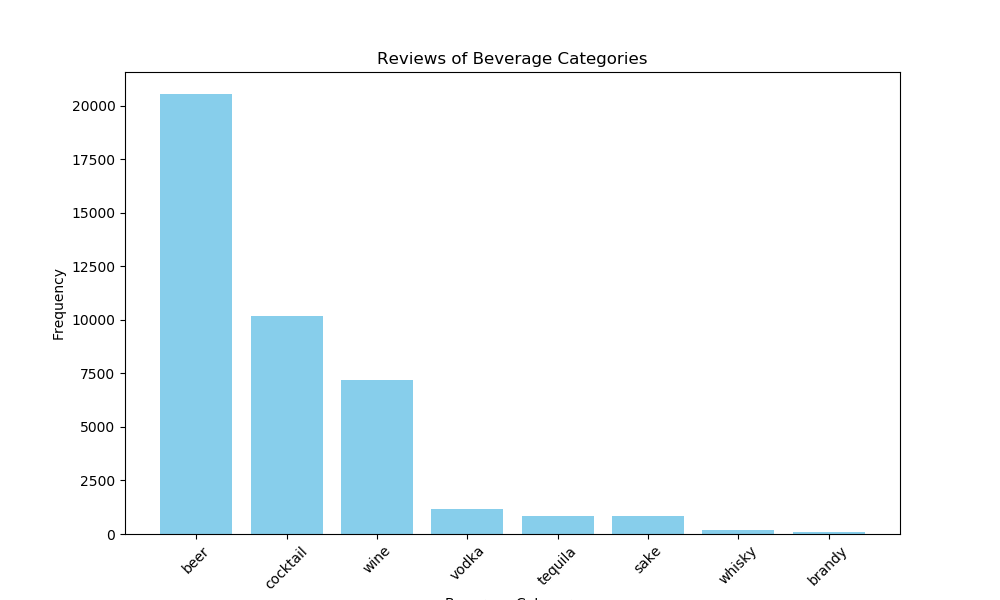 Reviews of Beverage Categories
Frequency
20000
17500
15000
12500
10000
7500
5000
2500
0
beer
cocktail
wine
vodka
tequila
sake
whisky
brandy